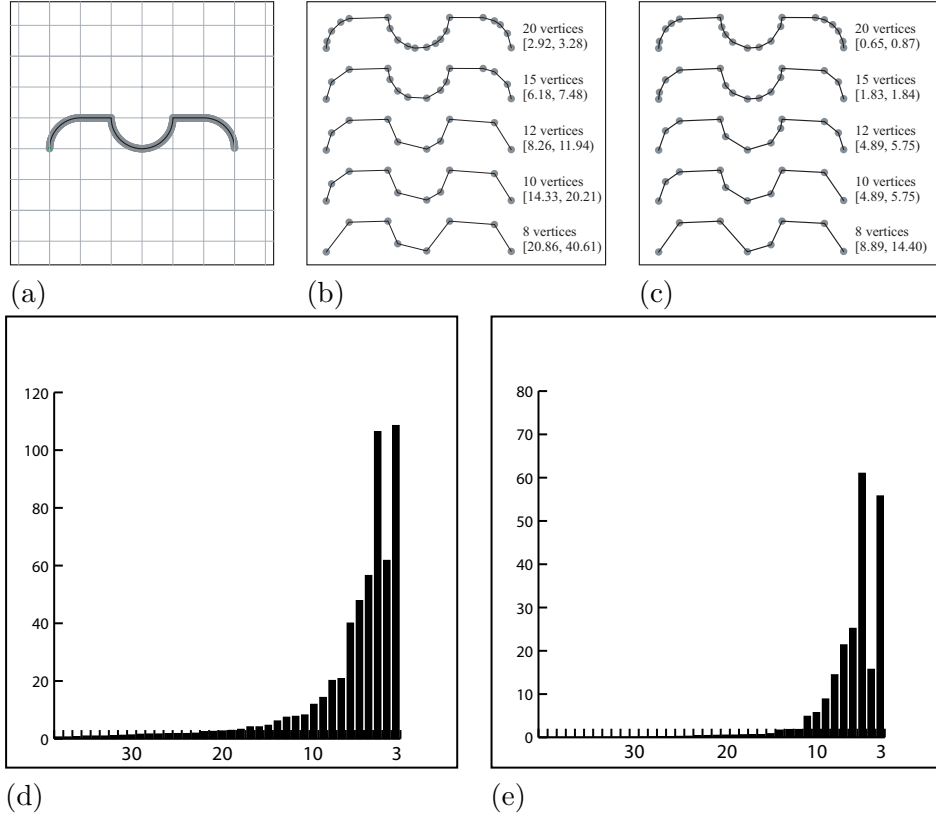 20 vertices
[2.92, 3.28)
15 vertices
[6.18, 7.48)
12 vertices
[8.26, 11.94)
10 vertices
[14.33, 20.21)
8 vertices
[20.86, 40.61)
20 vertices
[0.65, 0.87)
15 vertices
[1.83, 1.84)
12 vertices
[4.89, 5.75)
10 vertices
[4.89, 5.75)
8 vertices
[8.89, 14.40)
(a)
(b)
(c)
120
100
80
60
40
20
0
30 20 10 3
80
70
60
50
40
30
20
10
0
30 20 10 3
(d)
(e)